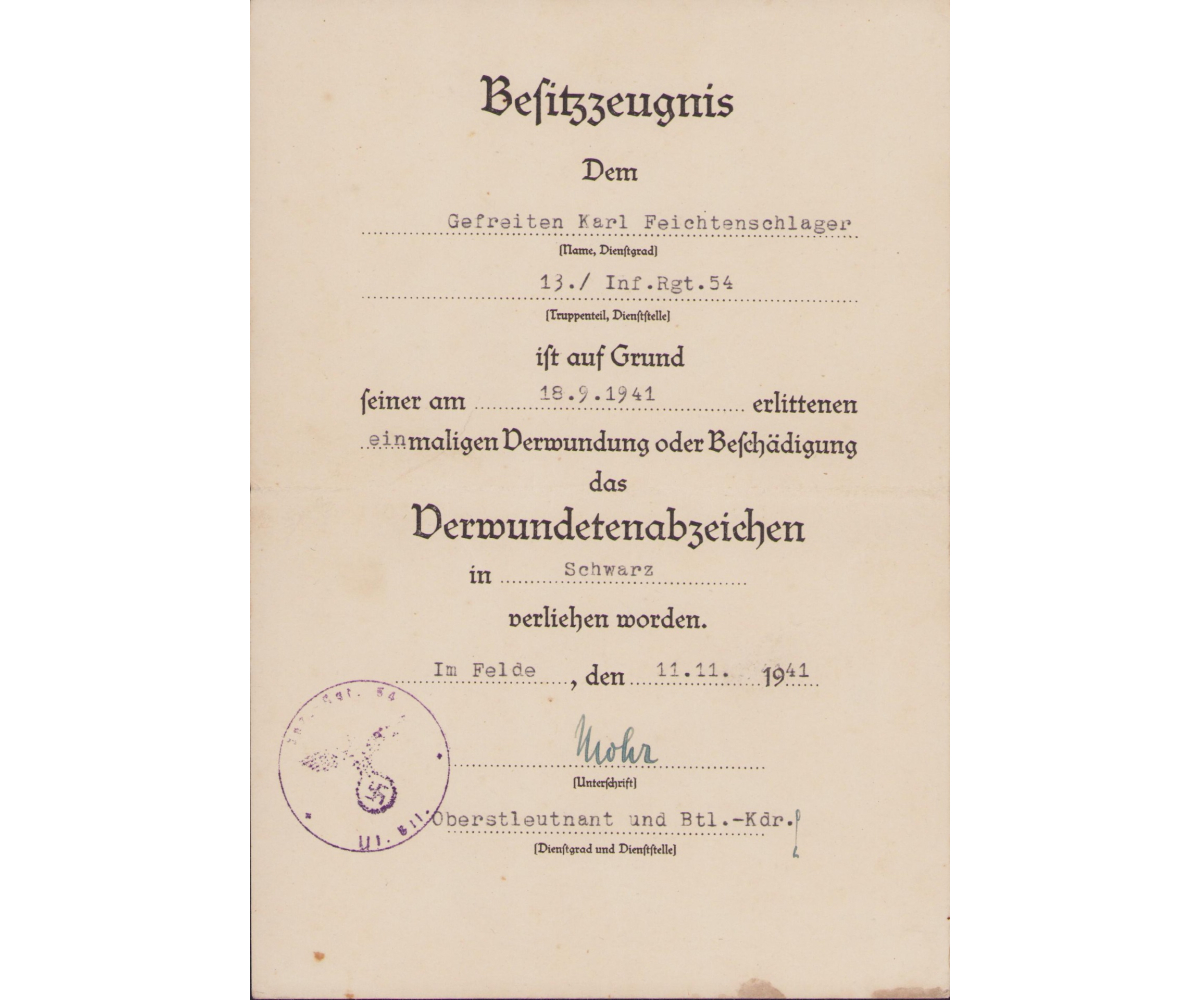 Besitzzeugnis
Dem
Gefreiten Karl Feichtenschlager
(Name, Dienstgrad)
13./ Inf.Rgt.54
(Truppenteil, Dienststelle)
ist auf Grund
seiner am 18.9.1941 erlittenen
einmaligen Verwundung oder Beschädigung
das
Verwundetenabzeichen
in Schwarz
verliehen worden.
Im Felde, den 11.11. 1941
Mohr
(Unterschrift)
Oberstleutnant und Btl.-Kdr.
(Dienstgrad und Dienststelle)
Rgt. 54